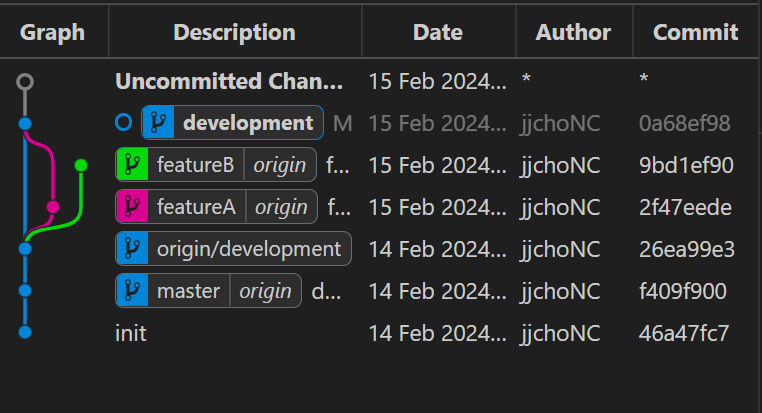 Graph Description Date Author Commit
Uncommitted Chan... 15 Feb 2024... * *
development M 15 Feb 2024... jjchoNC 0a68ef98
featureB origin f... 15 Feb 2024... jjchoNC 9bd1ef90
featureA origin f... 15 Feb 2024... jjchoNC 2f47eede
origin/development 14 Feb 2024... jjchoNC 26ea99e3
master origin d... 14 Feb 2024... jjchoNC f409f900
init 14 Feb 2024... jjchoNC 46a47fc7